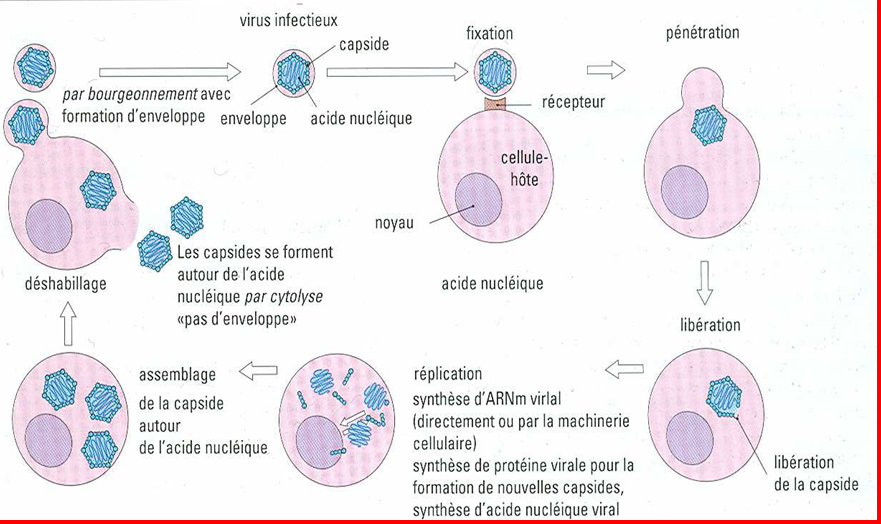 virus infectieux
capside
par bourgeonnement avec
formation d'enveloppe
enveloppe
acide nucléique
fixation
récepteur
cellule-
hôte
noyau
acide nucléique
pénétration
Les capsides se forment
autour de l'acide
nucléique par cytolyse
«pas d'enveloppe»
déshabillage
libération
libération
de la capside
réplication
synthèse d'ARNm virlal
(directement ou par la machinerie
cellulaire)
synthèse de protéine virale pour la
formation de nouvelles capsides,
synthèse d'acide nucléique viral
assemblage
de la capside
autour
de l'acide nucléique